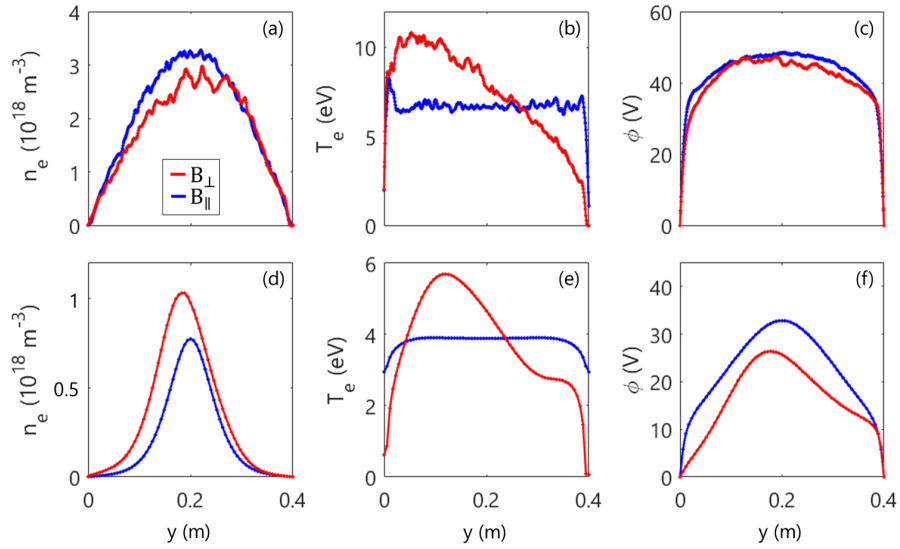 (a)
n_e (10^18 m^-3)
4
3
2
1
0
B⊥
B∥
(b)
T_e (eV)
10
5
0
(c)
ϕ (V)
60
40
20
0
(d)
n_e (10^18 m^-3)
1
0.5
0
0 0.2 0.4
y (m)
(e)
T_e (eV)
6
4
2
0
0 0.2 0.4
y (m)
(f)
ϕ (V)
40
30
20
10
0
0 0.2 0.4
y (m)